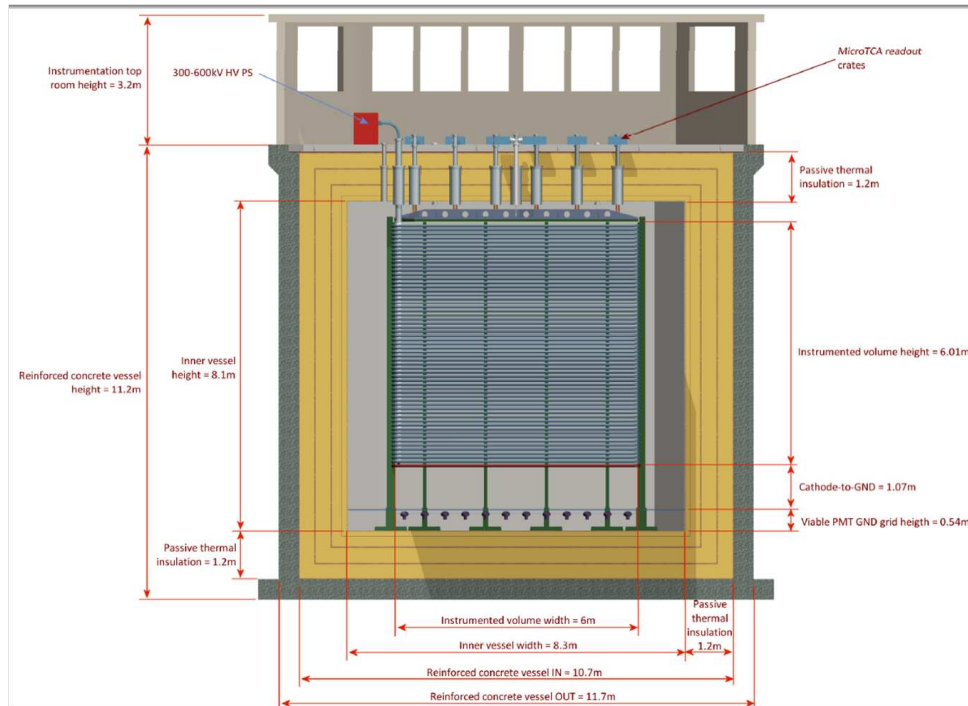 Instrumentation top
room height = 3.2m
300-600kV HV PS
MicroTCA readout
crates
Passive thermal
insulation = 1.2m
Inner vessel
height = 8.1m
Reinforced concrete vessel
height = 11.2m
Instrumented volume height = 6.01m
Cathode-to-GND = 1.07m
Viable PMT GND grid heigth = 0.54m
Passive thermal
insulation = 1.2m
Instrumented volume width = 6m
Passive
thermal
insulation
1.2m
Inner vessel width = 8.3m
Reinforced concrete vessel IN = 10.7m
Reinforced concrete vessel OUT = 11.7m